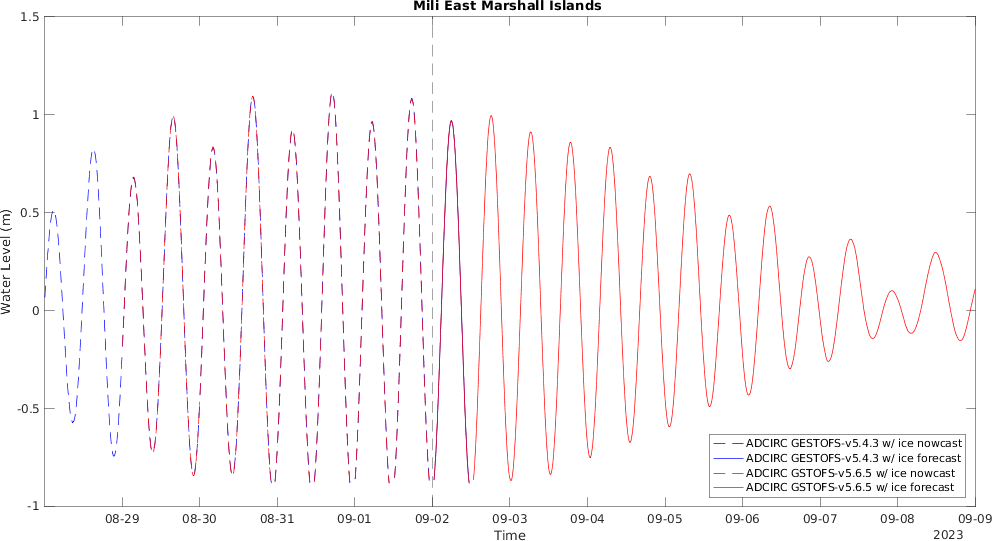 Mili East Marshall Islands
1.5
1
0.5
0
-0.5
-1
Water Level (m)
ADCIRC GESTOFS-v5.4.3 w/ ice nowcast
ADCIRC GESTOFS-v5.4.3 w/ ice forecast
ADCIRC GSTOFS-v5.6.5 w/ ice nowcast
ADCIRC GSTOFS-v5.6.5 w/ ice forecast
08-29 08-30 08-31 09-01 09-02 09-03 09-04 09-05 09-06 09-07 09-08 09-09
Time
2023